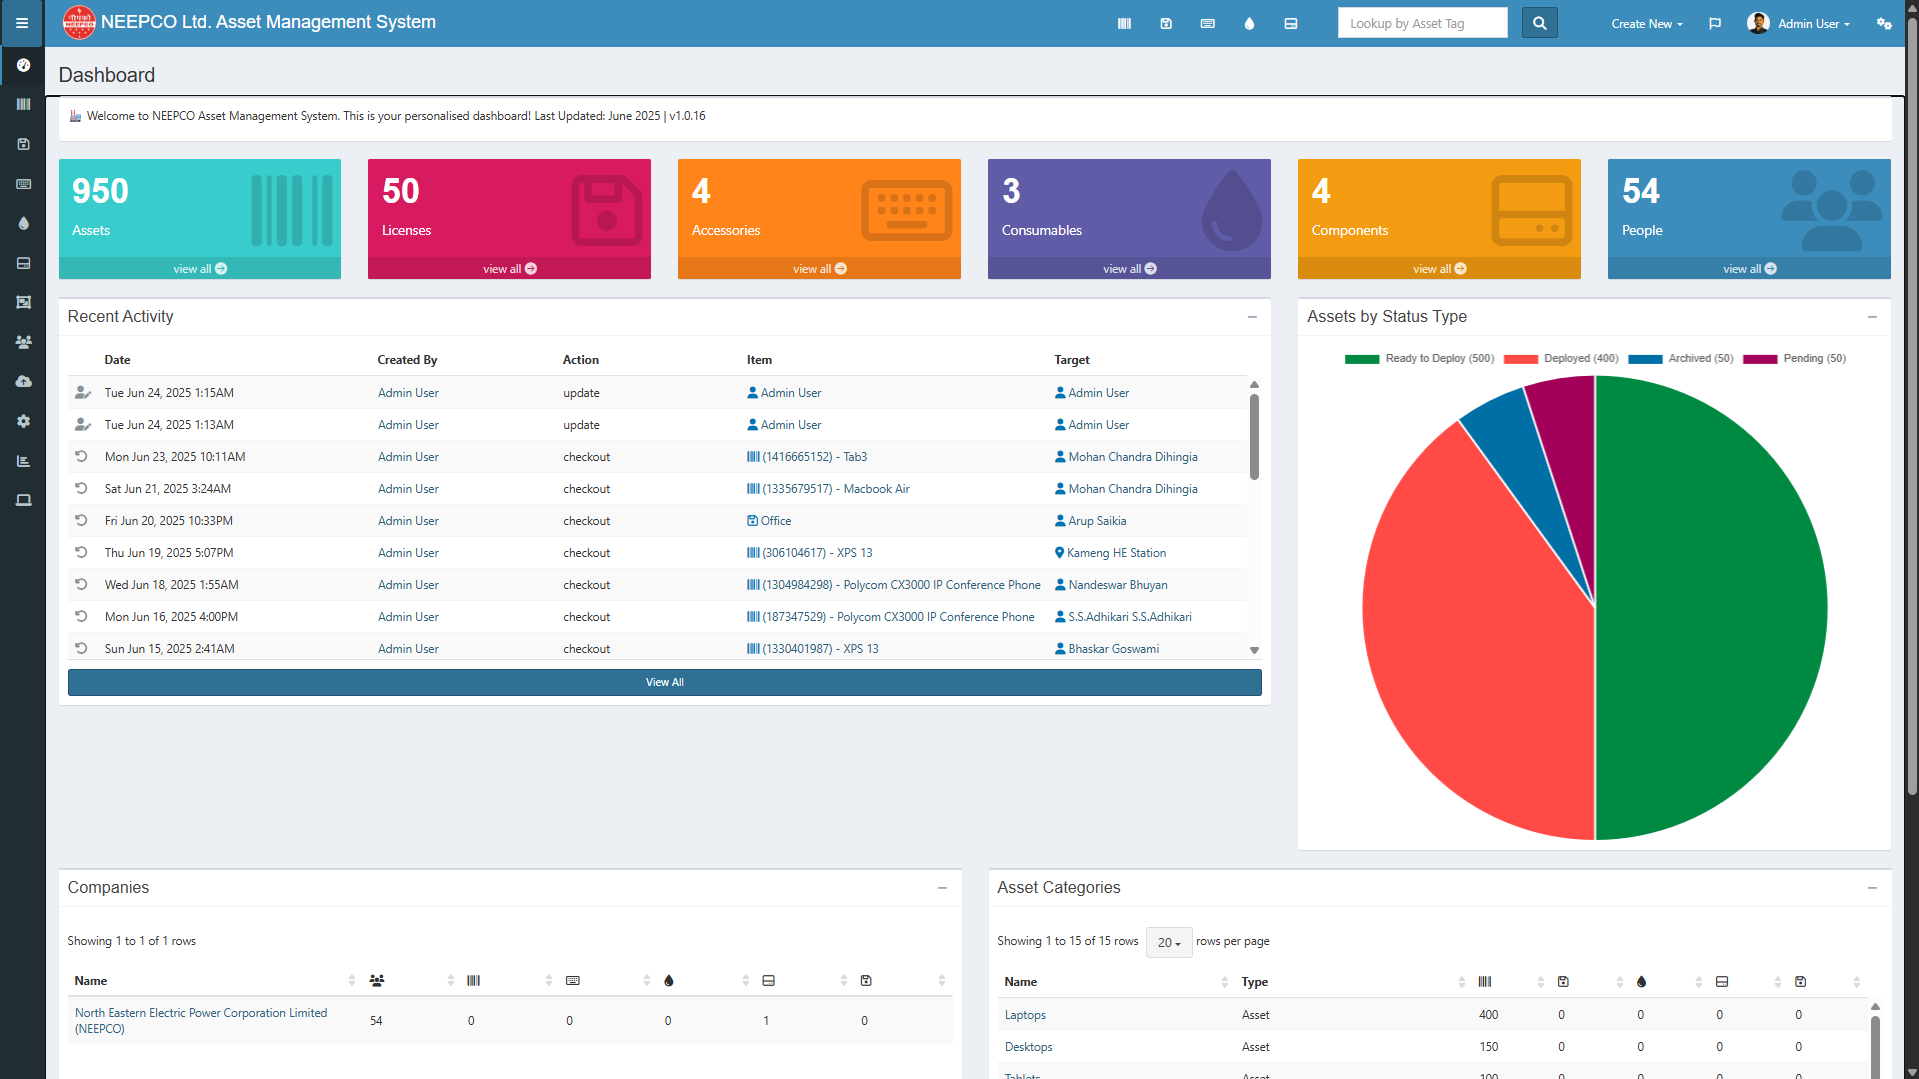 NEEPCO Ltd. Asset Management System
Lookup by Asset Tag
Create New
Admin User
Dashboard
Welcome to NEEPCO Asset Management System. This is your personalised dashboard! Last Updated: June 2025 | v1.0.16
950
Assets
view all
50
Licenses
view all
4
Accessories
view all
3
Consumables
view all
4
Components
view all
54
People
view all
Recent Activity
Date Created By Action Item Target
Tue Jun 24, 2025 1:15AM Admin User update Admin User Admin User
Tue Jun 24, 2025 1:13AM Admin User update Admin User Admin User
Mon Jun 23, 2025 10:11AM Admin User checkout (1416665152) - Tab3 Mohan Chandra Dihingia
Sat Jun 21, 2025 3:24AM Admin User checkout (1335679517) - Macbook Air Mohan Chandra Dihingia
Fri Jun 20, 2025 10:33PM Admin User checkout Office Arup Saikia
Thu Jun 19, 2025 5:07PM Admin User checkout (306104617) - XPS 13 Kameng HE Station
Wed Jun 18, 2025 1:55AM Admin User checkout (1304984298) - Polycom CX3000 IP Conference Phone Nandeswar Bhuyan
Mon Jun 16, 2025 4:00PM Admin User checkout (187347529) - Polycom CX3000 IP Conference Phone S.S.Adhikari S.S.Adhikari
Sun Jun 15, 2025 2:41AM Admin User checkout (1330401987) - XPS 13 Bhaskar Goswami
View All
Assets by Status Type
Ready to Deploy (500) Deployed (400) Archived (50) Pending (50)
Companies
Showing 1 to 1 of 1 rows
Name
North Eastern Electric Power Corporation Limited
(NEEPCO) 54 0 0 0 1 0
Asset Categories
Showing 1 to 15 of 15 rows 20 rows per page
Name Type
Laptops Asset 400 0 0 0 0
Desktops Asset 150 0 0 0 0
Tablets Asset 100 0 0 0 0